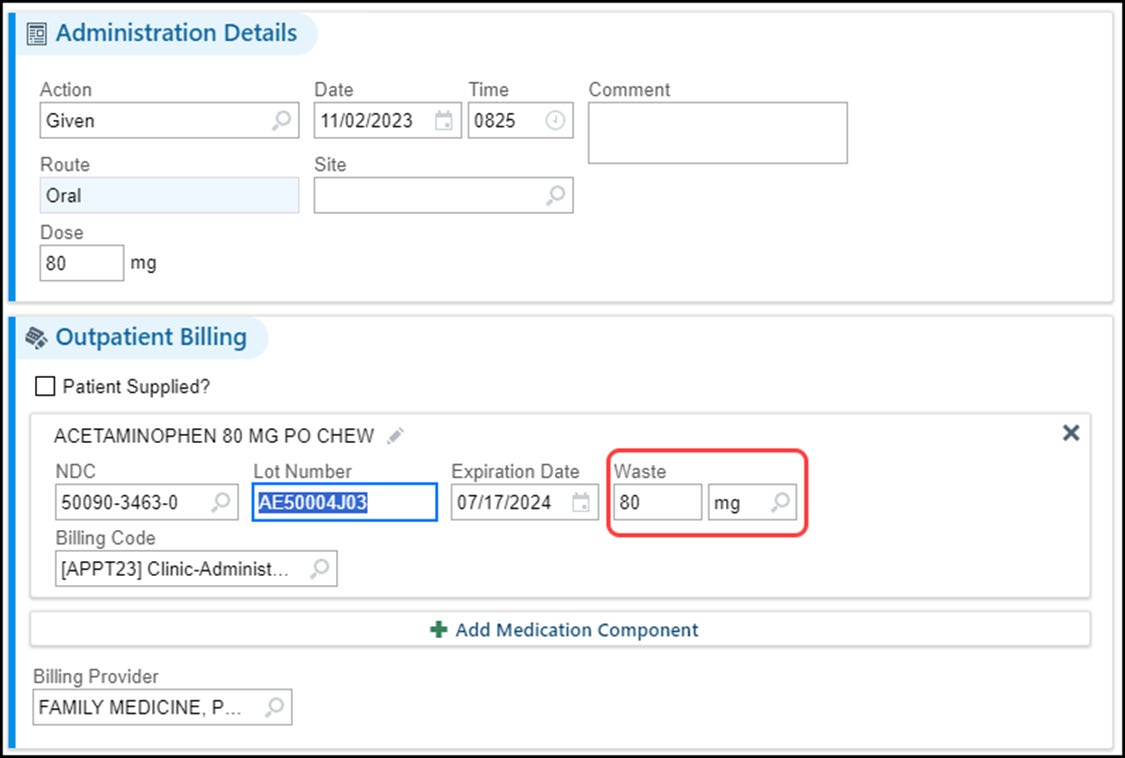 Administration Details
Action Date Time Comment
Given 11/02/2023 0825
Route Site
Oral
Dose
80 mg
Outpatient Billing
Patient Supplied?
ACETAMINOPHEN 80 MG PO CHEW
NDC Lot Number Expiration Date Waste
50090-3463-0 AE50004J03 07/17/2024 80 mg
Billing Code
[APPT23] Clinic-Administ...
Add Medication Component
Billing Provider
FAMILY MEDICINE, P...